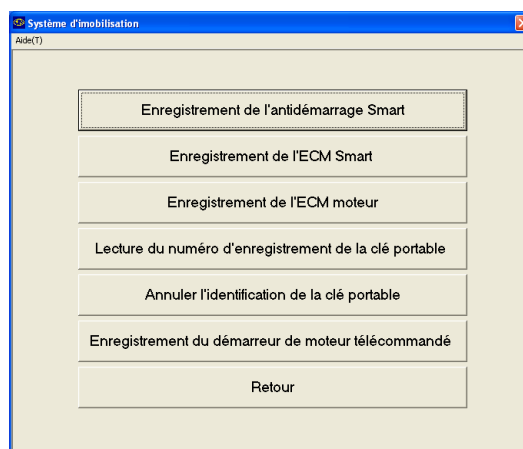 Système d'imobilisation
Aide(T)
Enregistrement de l'antidémarrage Smart
Enregistrement de l'ECM Smart
Enregistrement de l'ECM moteur
Lecture du numéro d'enregistrement de la clé portable
Annuler l'identification de la clé portable
Enregistrement du démarreur de moteur télécommandé
Retour